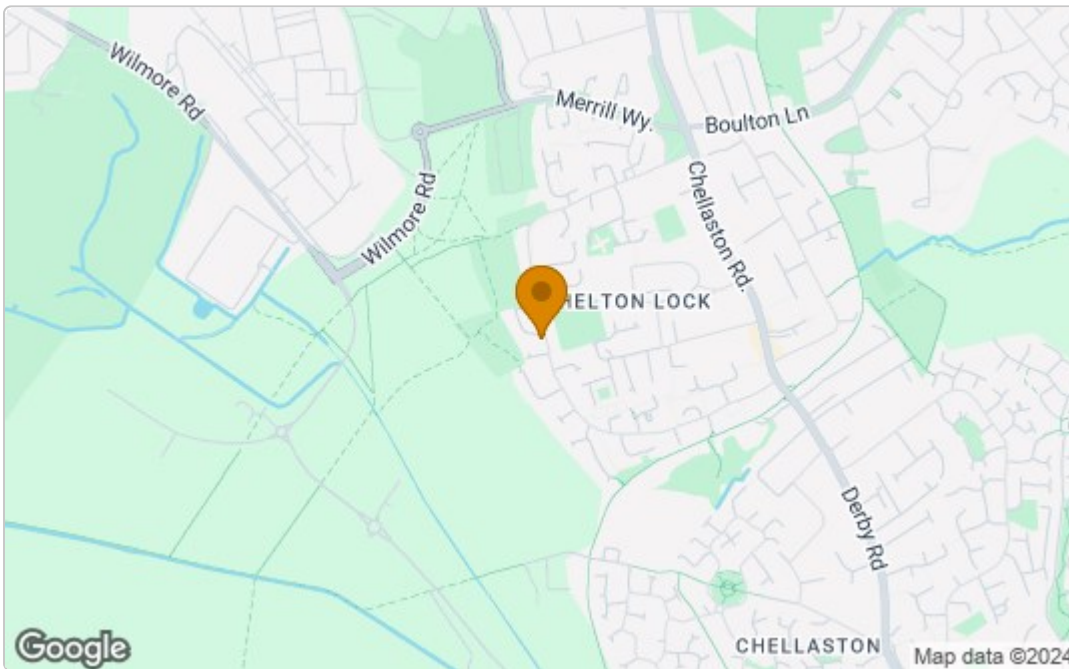 Wilmore Rd
Merrill Wy.
Boulton Ln
Wilmore Rd
Chellaston Rd.
HELTON LOCK
Derby Rd
CHELLASTON
Google
Map data ©2024